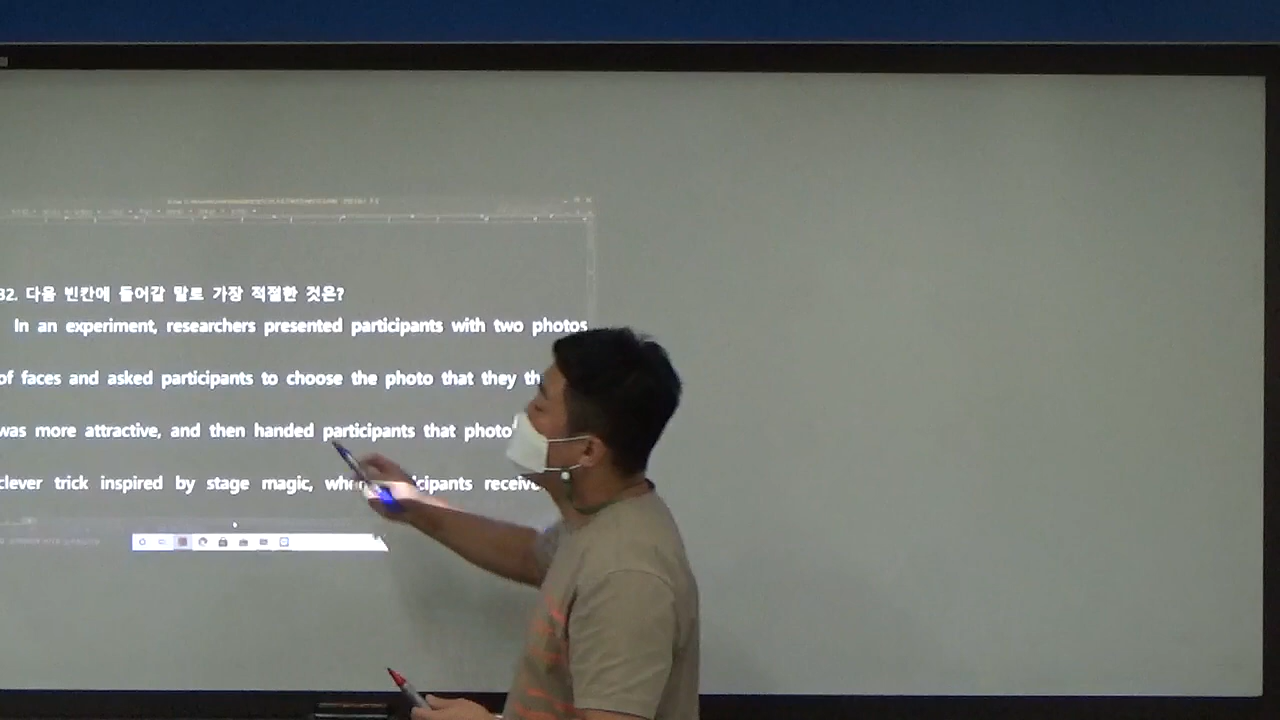 32. 다음 빈칸에 들어갈 말로 가장 적절한 것은?
In an experiment, researchers presented participants with two photos
of faces and asked participants to choose the photo that they
was more attractive, and then handed participants that photo
clever trick inspired by stage magic,